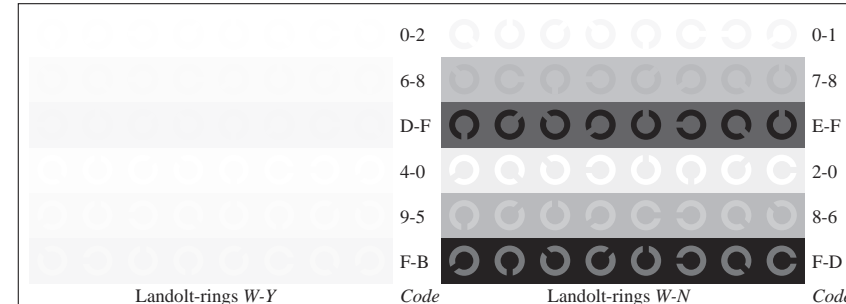 0-2 0-1
6-8 7-8
D-F E-F
4-0 2-0
9-5 8-6
F-B F-D
Landolt-rings W-Y Code Landolt-rings W-N Code